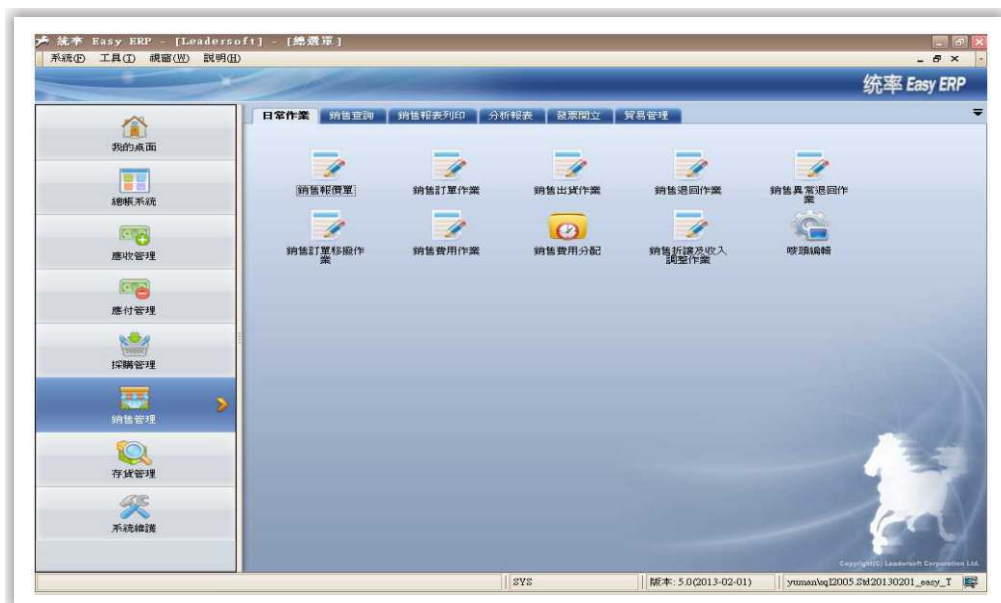 統率 Easy ERP - [Leadersoft] - [總選單]
系統(F) 工具(T) 視窗(W) 說明(H)
统率 Easy ERP
日常作業 銷售查詢 銷售報表列印 分析報表 發票開立 貿易管理
我的桌面
總帳系統
應收管理
應付管理
採購管理
銷售管理
存貨管理
系統維護
銷售報價單 銷售訂單作業 銷售出貨作業 銷售退回作業 銷售異常退回作業
銷售訂單移撥作業 銷售費用作業 銷售費用分配 銷售折讓及收入調整作業 嘜頭編輯
Copyright(C) Leadersoft Corporation Ltd.
SYS 版本: 5.0(2013-02-01) yuman\sql2005.Std20130201_easy_T